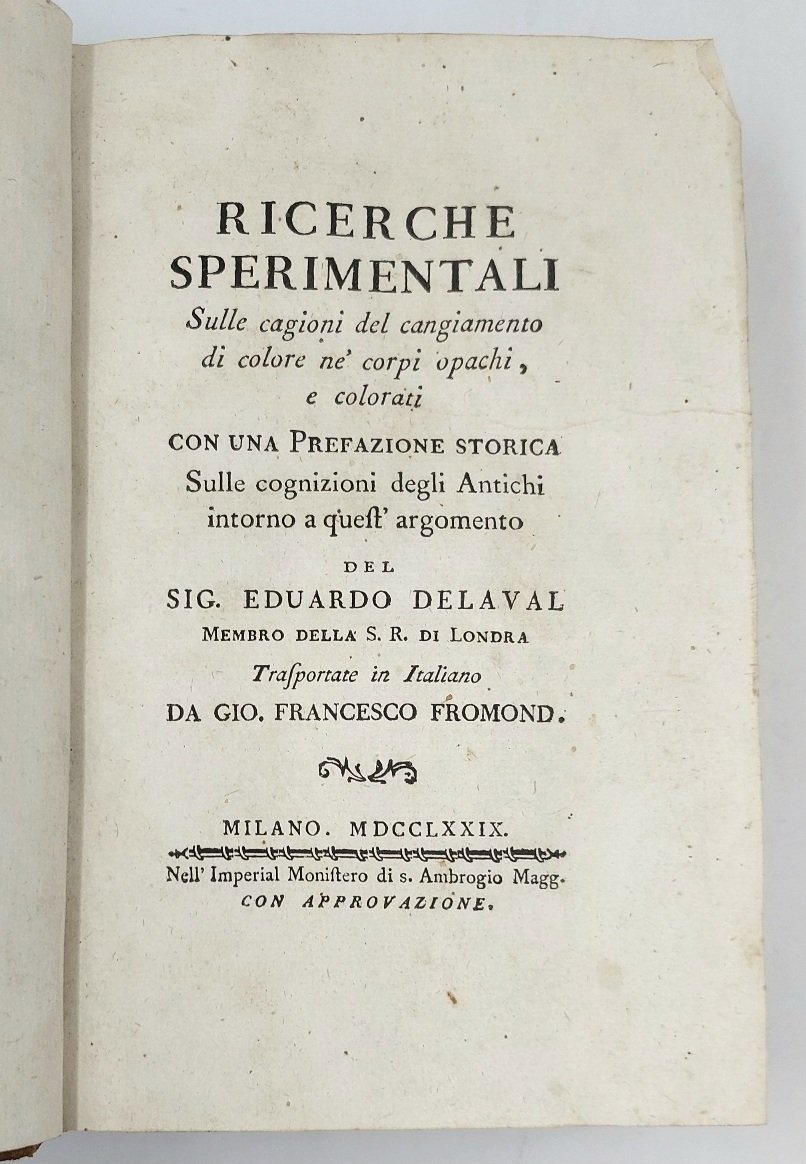 RICERCHE
SPERIMENTALI
Sulle cagioni del cangiamento
di colore ne' corpi opachi,
e colorati
CON UNA PREFAZIONE STORICA
Sulle cognizioni degli Antichi
intorno a queſt' argomento
DEL
SIG. EDUARDO DELAVAL
MEMBRO DELLA S. R. DI LONDRA
Traſportate in Italiano
DA GIO. FRANCESCO FROMOND.
MILANO. MDCCLXXIX.
Nell' Imperial Moniſtero di s. Ambrogio Magg.
CON APPROVAZIONE.